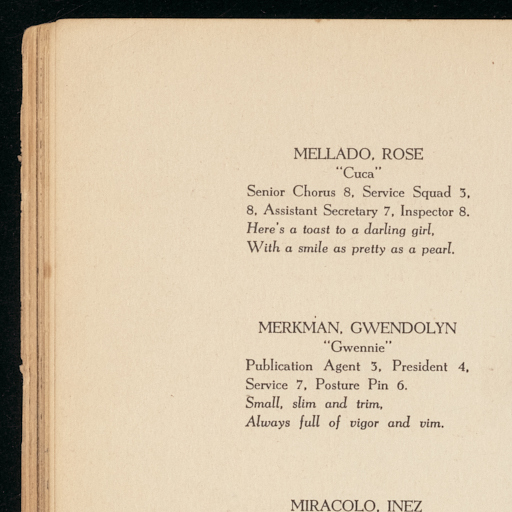 MELLADO, ROSE
"Cuca"
Senior Chorus 8, Service Squad 3,
8, Assistant Secretary 7, Inspector 8.
Here's a toast to a darling girl,
With a smile as pretty as a pearl.
MERKMAN, GWENDOLYN
"Gwennie"
Publication Agent 3, President 4,
Service 7, Posture Pin 6.
Small, slim and trim,
Always full of vigor and vim.
MIRACOLO, INEZ